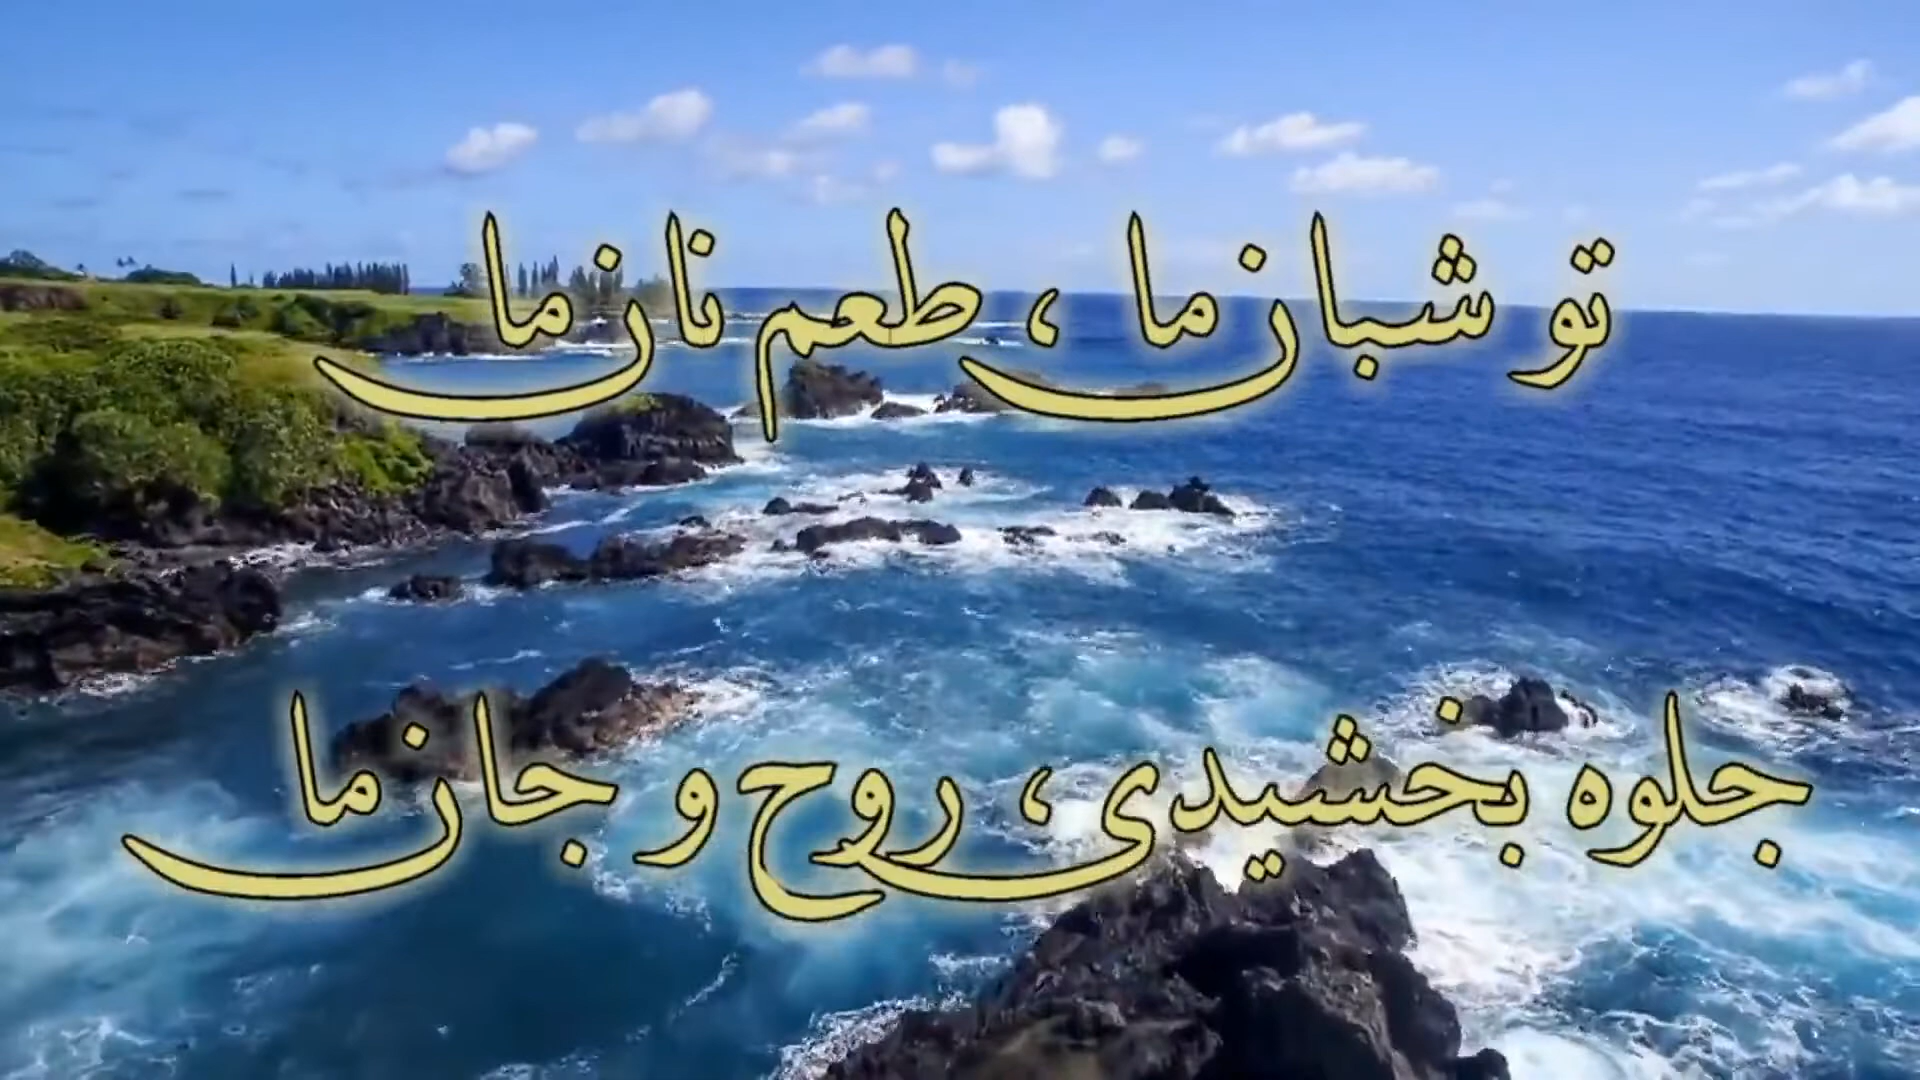 تو شبان ما ، طعم نان ما
جلوه بخشیدی، روح و جان ما